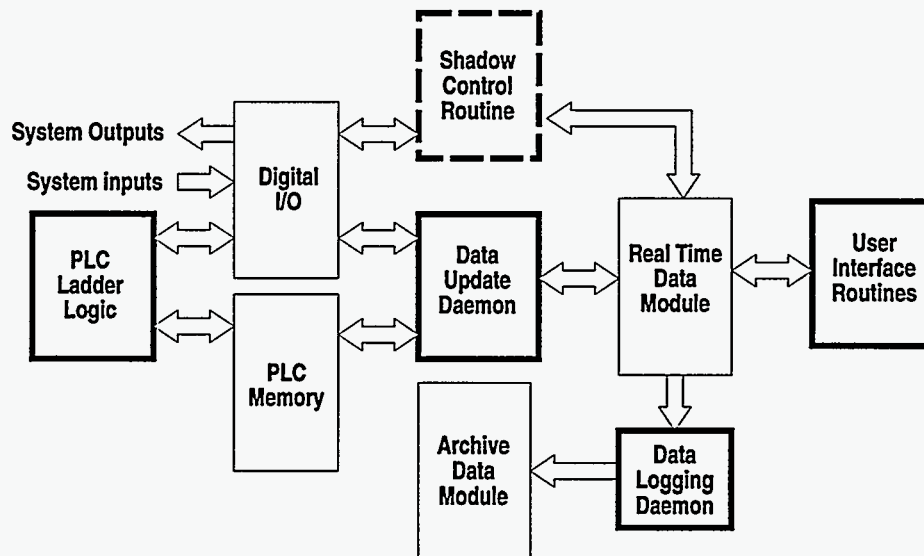 Shadow
Control
Routine
System Outputs
System inputs
Digital
I/O
PLC
Ladder
Logic
Data
Update
Daemon
Real Time
Data
Module
User
Interface
Routines
PLC
Memory
Archive
Data
Module
Data
Logging
Daemon